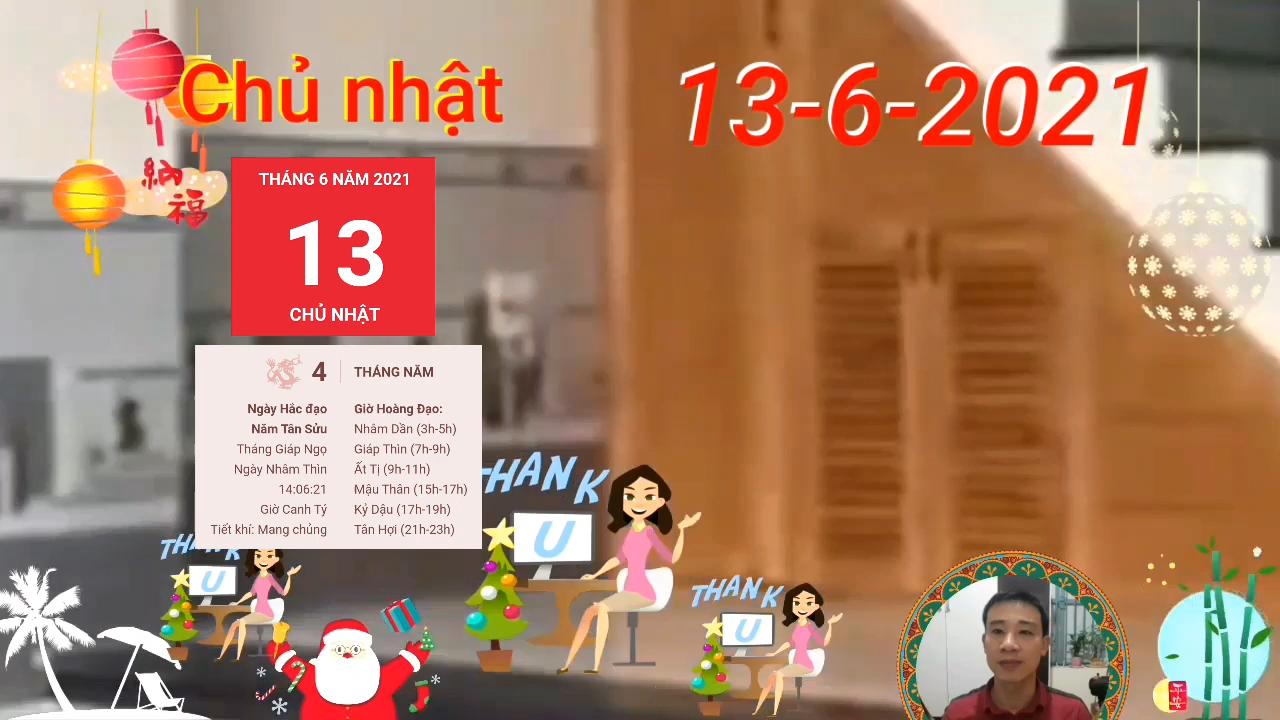 Chủ nhật
13-6-2021
納
福
THÁNG 6 NĂM 2021
13
CHỦ NHẬT
4 THÁNG NĂM
Ngày Hắc đạo
Năm Tân Sửu
Tháng Giáp Ngọ
Ngày Nhâm Thìn
14:06:21
Giờ Canh Tý
Tiết khí: Mang chủng
Giờ Hoàng Đạo:
Nhâm Dần (3h-5h)
Giáp Thìn (7h-9h)
Ất Tị (9h-11h)
Mậu Thân (15h-17h)
Kỷ Dậu (17h-19h)
Tân Hợi (21h-23h)
THANK
U
THANK
U
THANK
U